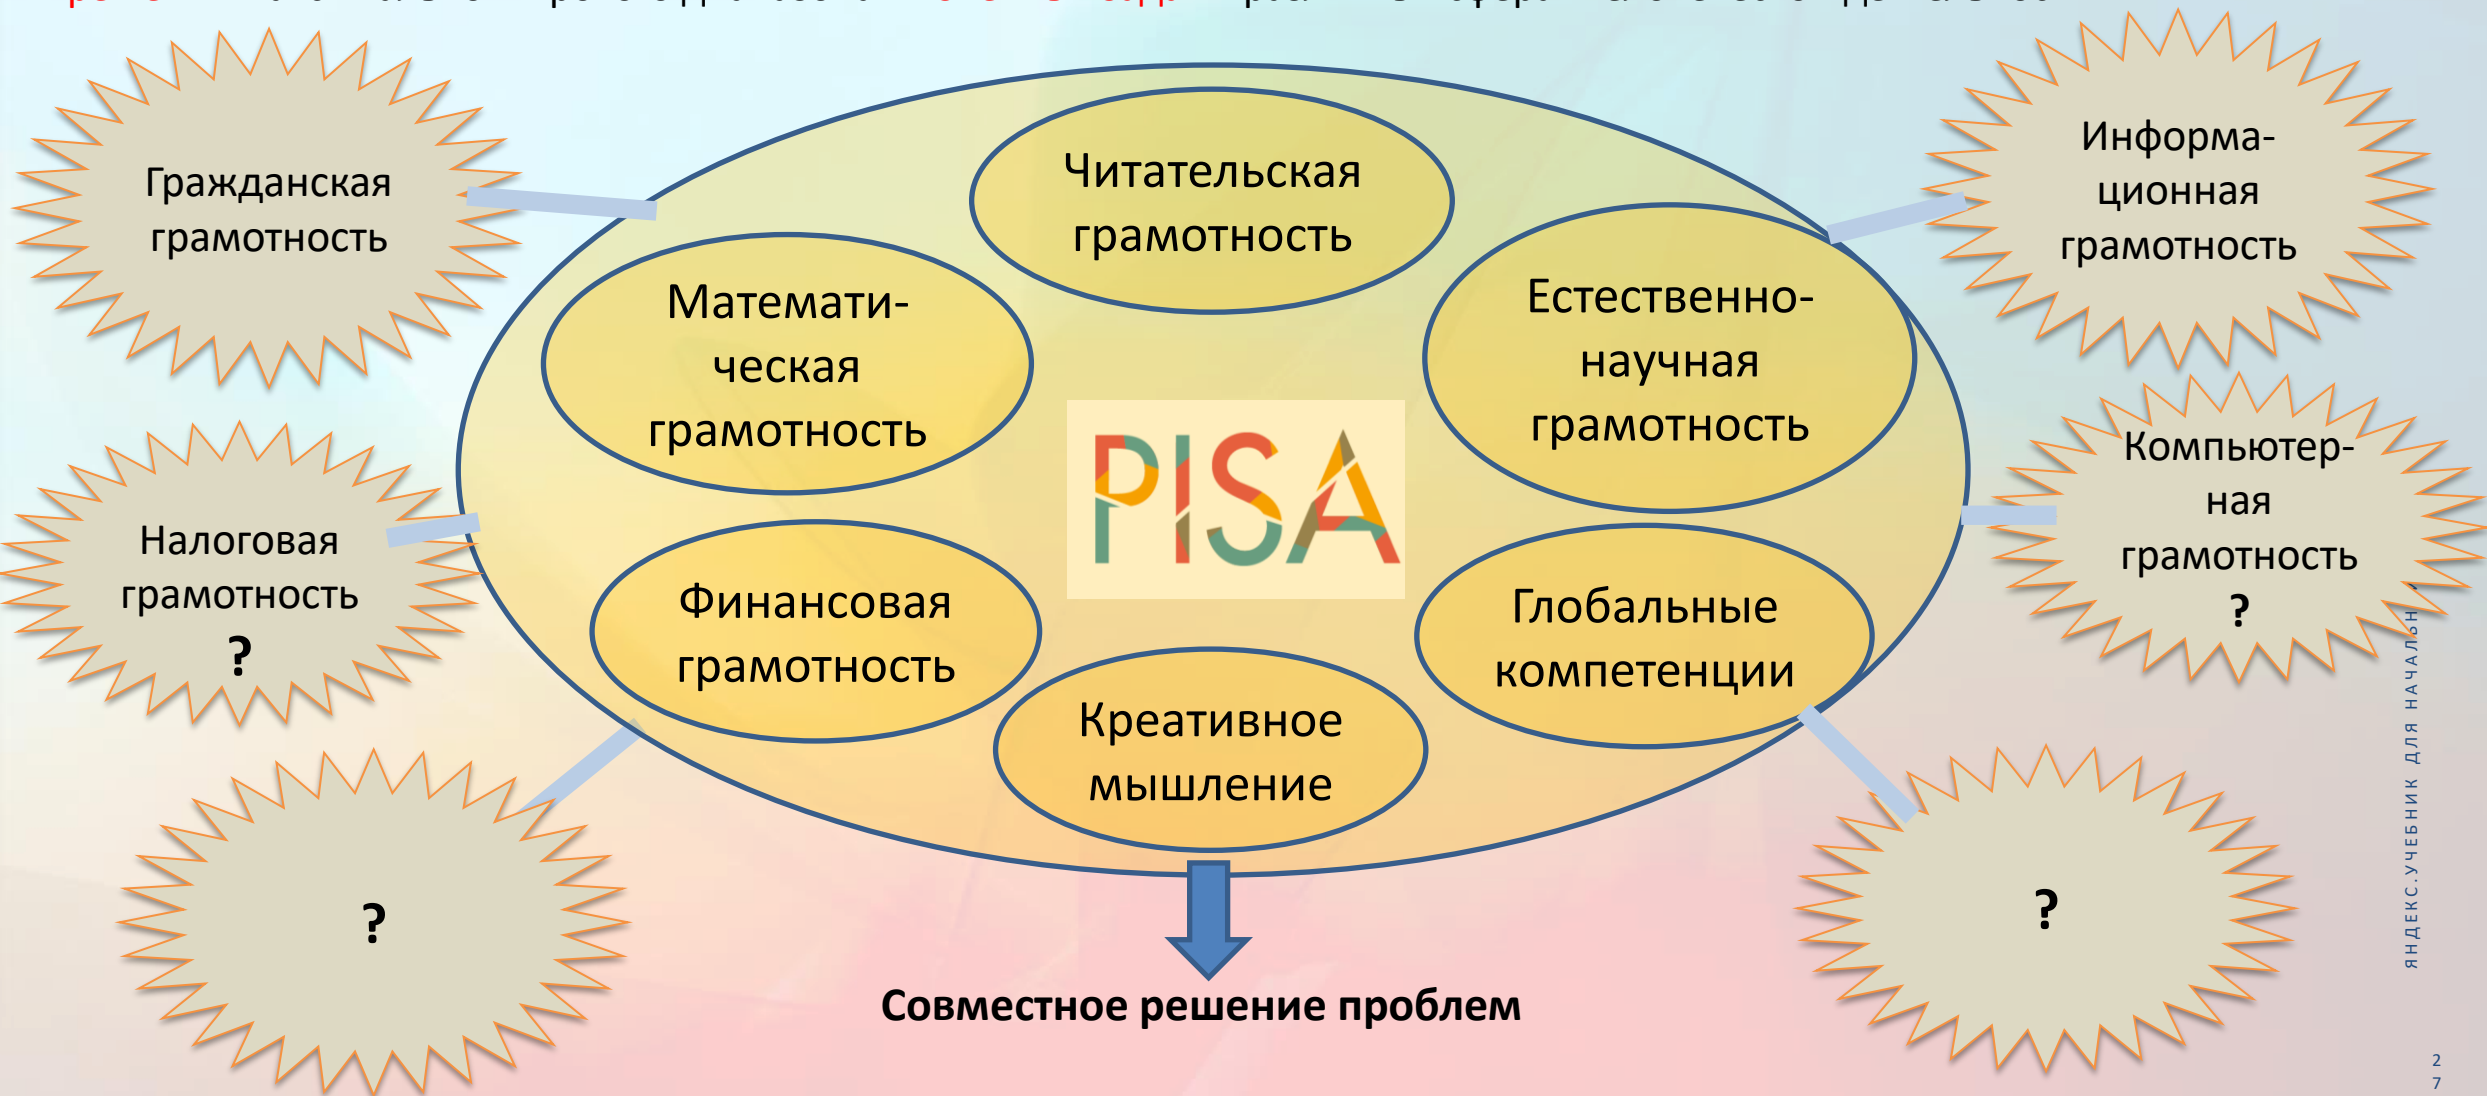 Гражданская
грамотность
Читательская
грамотность
Информа-
ционная
грамотность
Математи-
ческая
грамотность
Естественно-
научная
грамотность
PISA
Компьютер-
ная
грамотность
?
Налоговая
грамотность
?
Финансовая
грамотность
Глобальные
компетенции
Креативное
мышление
?
?
Совместное решение проблем
ЯНДЕКС.УЧЕБНИК ДЛЯ
2
7